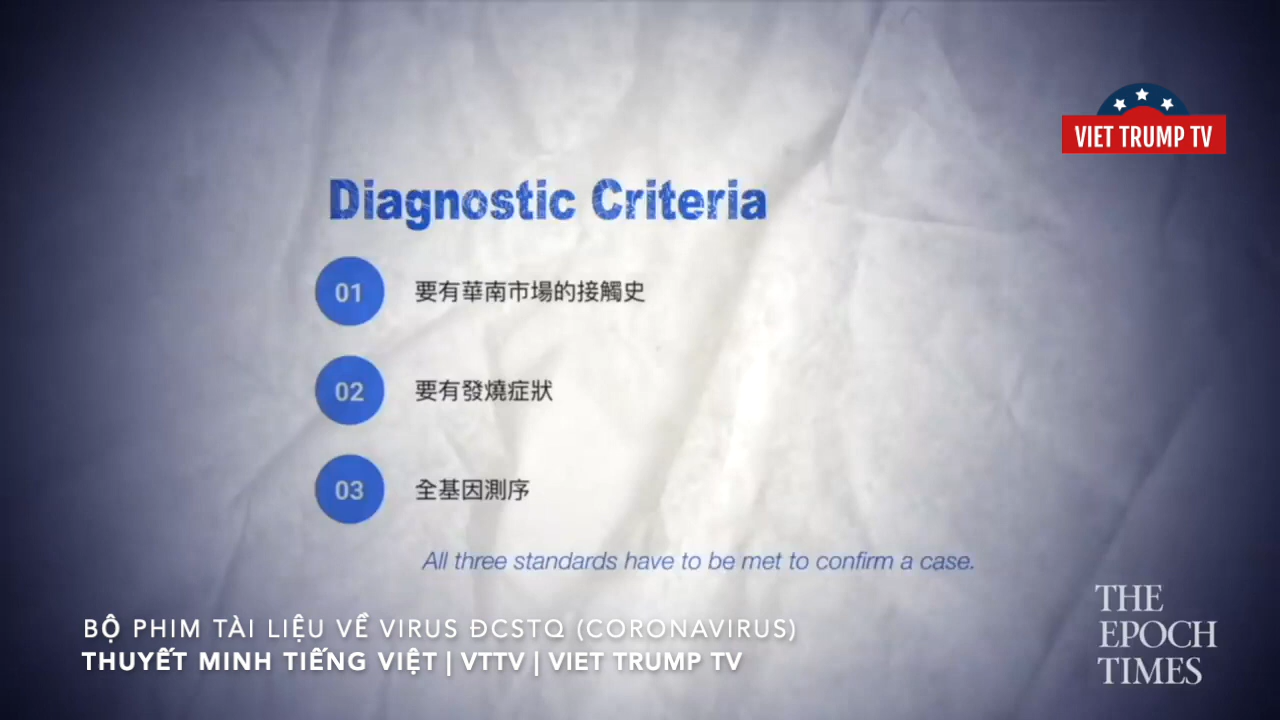 VIET TRUMP TV
Diagnostic Criteria
01
要有華南市場的接觸史
02
要有發燒症狀
03
全基因測序
All three standards have to be met to confirm a case.
BỘ PHIM TÀI LIỆU VỀ VIRUS ĐCSTQ (CORONAVIRUS)
THUYẾT MINH TIẾNG VIỆT | VTTV | VIET TRUMP TV
THE
EPOCH
TIMES